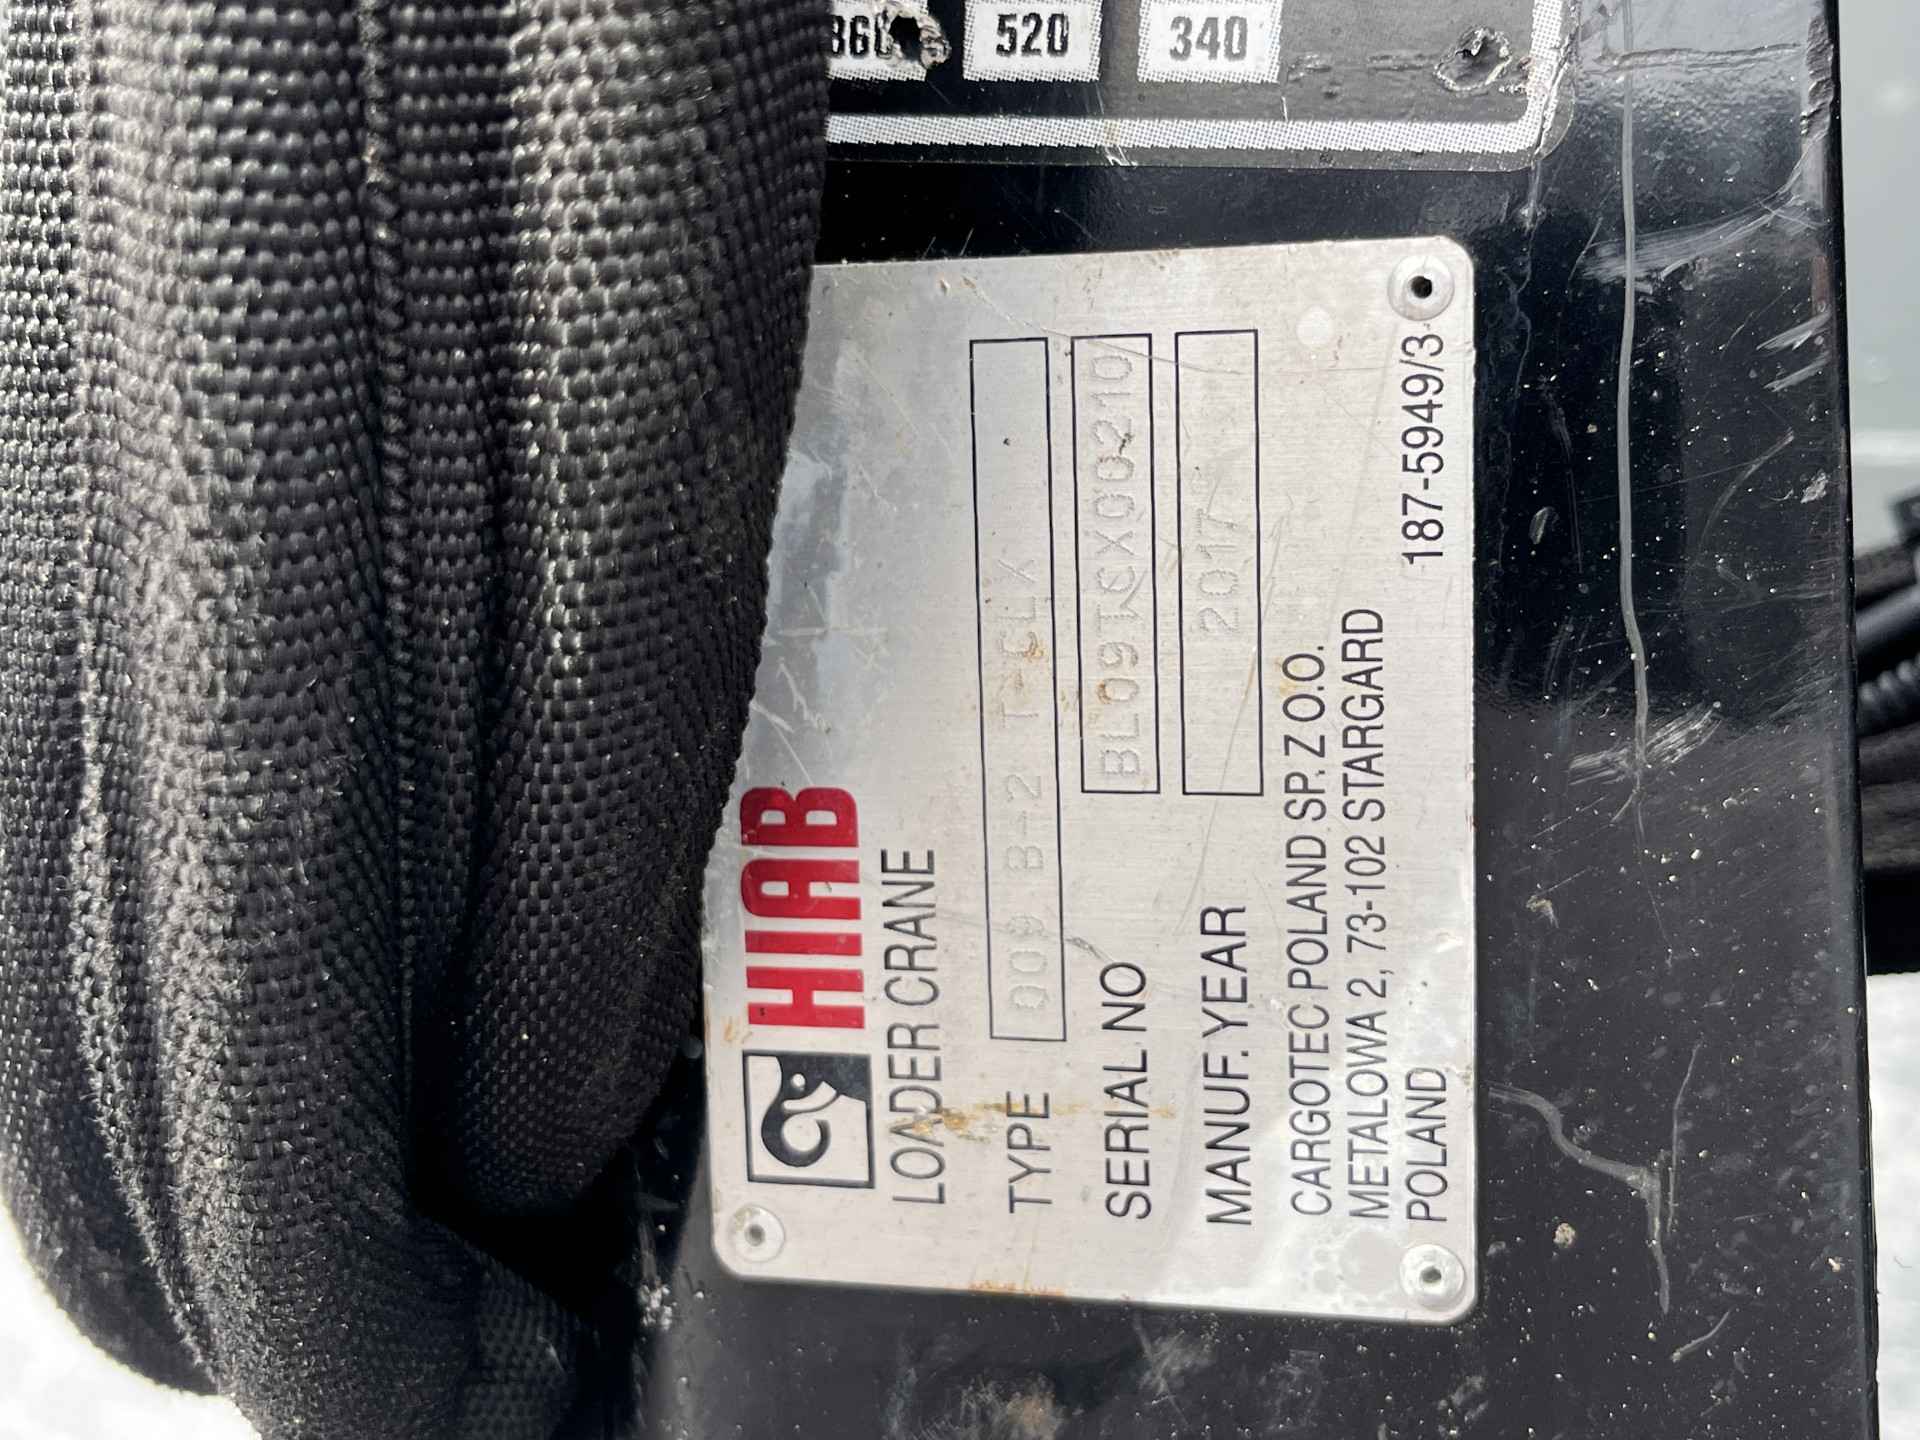 520 340
HIAB
LOADER CRANE
TYPE 009 B-2 T-CLX
SERIAL NO BL09TCX00210
MANUF. YEAR 2017
CARGOTEC POLAND SP. Z O.O.
METALOWA 2, 73-102 STARGARD
POLAND 187-5949/3